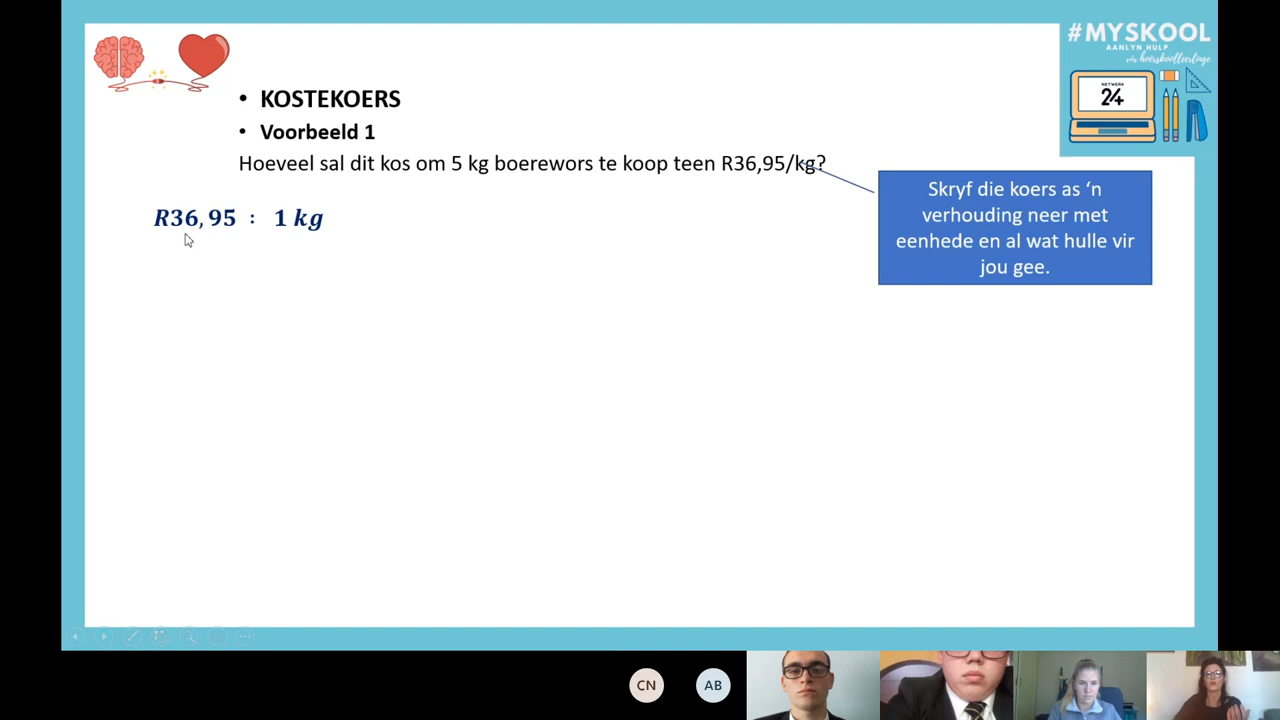 #MYSKOOL
AANLYN HULP
vir hoërskoolleerlinge
NETWERK
24
• KOSTEKOERS
• Voorbeeld 1
Hoeveel sal dit kos om 5 kg boerewors te koop teen R36,95/kg?
R36,95 : 1 kg
Skryf die koers as ‘n
verhouding neer met
eenhede en al wat hulle vir
jou gee.
CN
AB